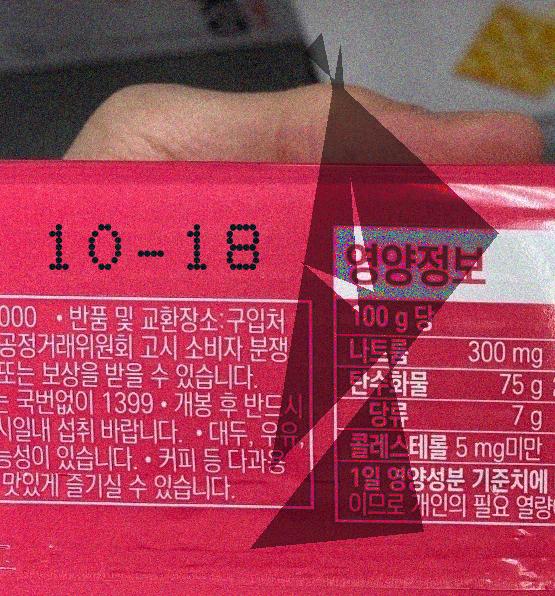 10-18
000 • 반품 및 교환장소:구입처
공정거래위원회 고시 소비자 분쟁
또는 보상을 받을 수 있습니다.
는 국번없이 1399 • 개봉 후 반드시
시일내 섭취 바랍니다. • 대두, 우유,
능성이 있습니다. • 커피 등 다과용
맛있게 즐기실 수 있습니다.
영양정보
100 g 당
나트륨 300 mg
탄수화물 75 g
당류 7 g
콜레스테롤 5 mg미만
1일 영양성분 기준치에
이므로 개인의 필요 열량